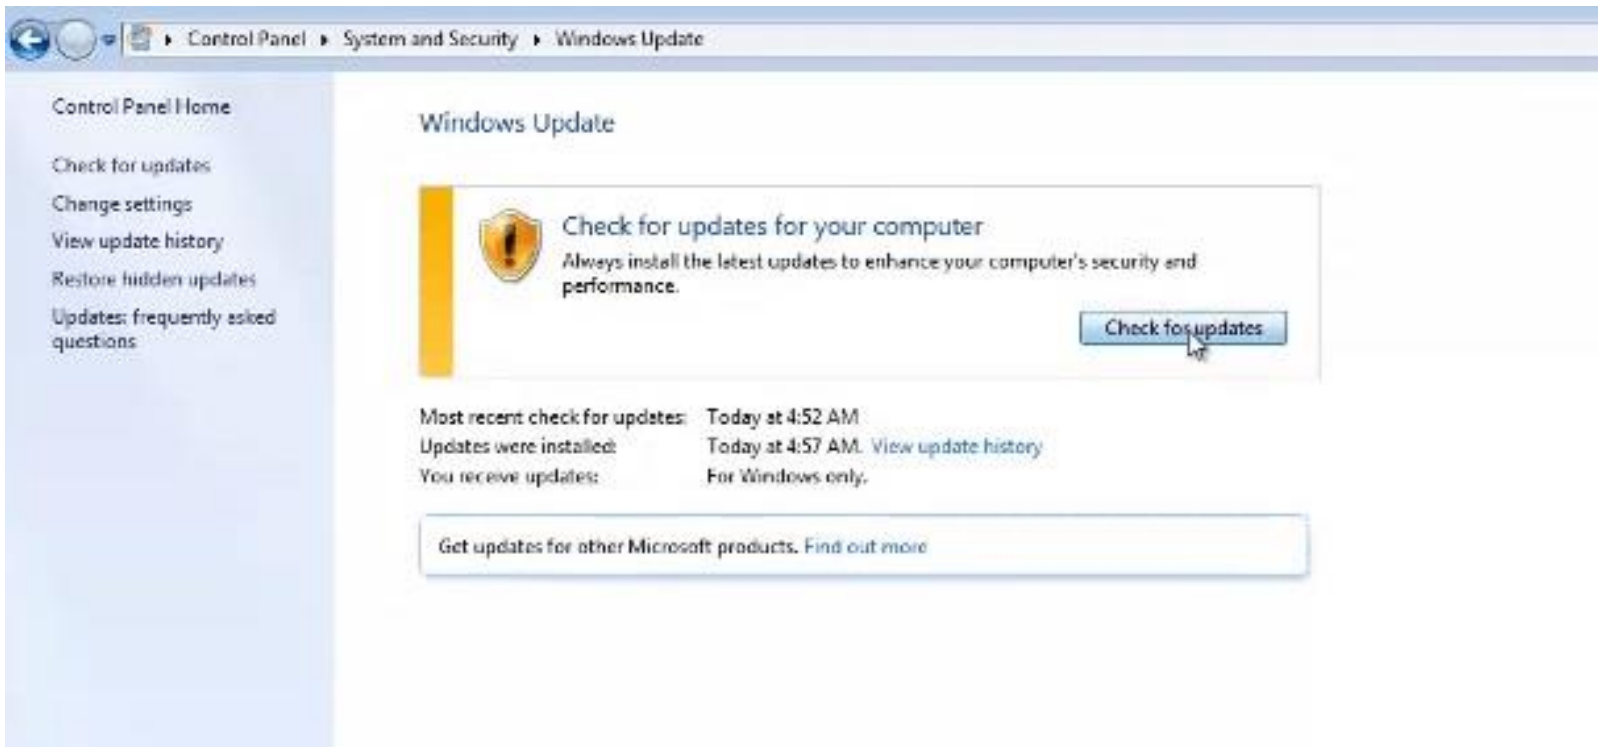 Control Panel ▸ System and Security ▸ Windows Update
Control Panel Home
Check for updates
Change settings
View update history
Restore hidden updates
Updates: frequently asked
questions
Windows Update
Check for updates for your computer
Always install the latest updates to enhance your computer's security and
performance.
Check for updates
Most recent check for updates: Today at 4:52 AM
Updates were installed: Today at 4:57 AM. View update history
You receive updates: For Windows only.
Get updates for other Microsoft products. Find out more